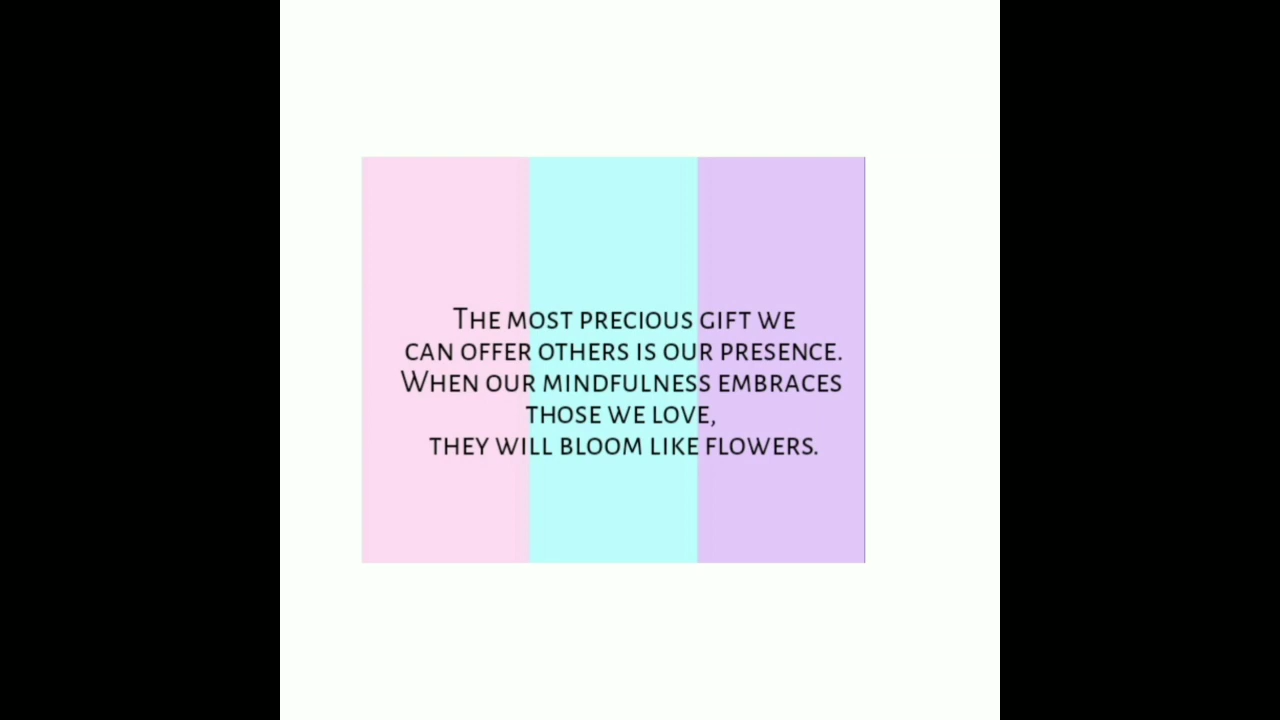 The most precious gift we
can offer others is our presence.
When our mindfulness embraces
those we love,
they will bloom like flowers.